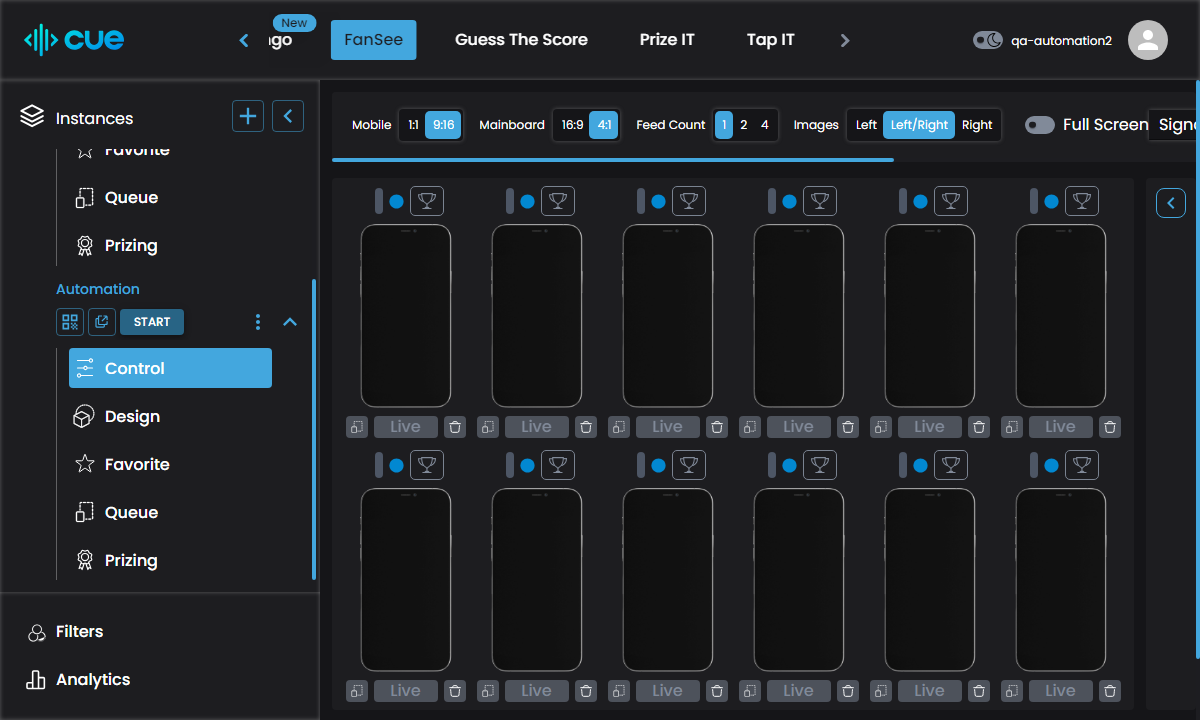 cue
New
FanSee
Guess The Score
Prize IT
Tap IT
qa-automation2
Instances
Favorite
Queue
Prizing
Automation
START
Control
Design
Favorite
Queue
Prizing
Filters
Analytics
Mobile 1:1 9:16 Mainboard 16:9 4:1 Feed Count 1 2 4 Images Left Left/Right Right Full Screen
Live Live Live Live Live Live
Live Live Live Live Live Live